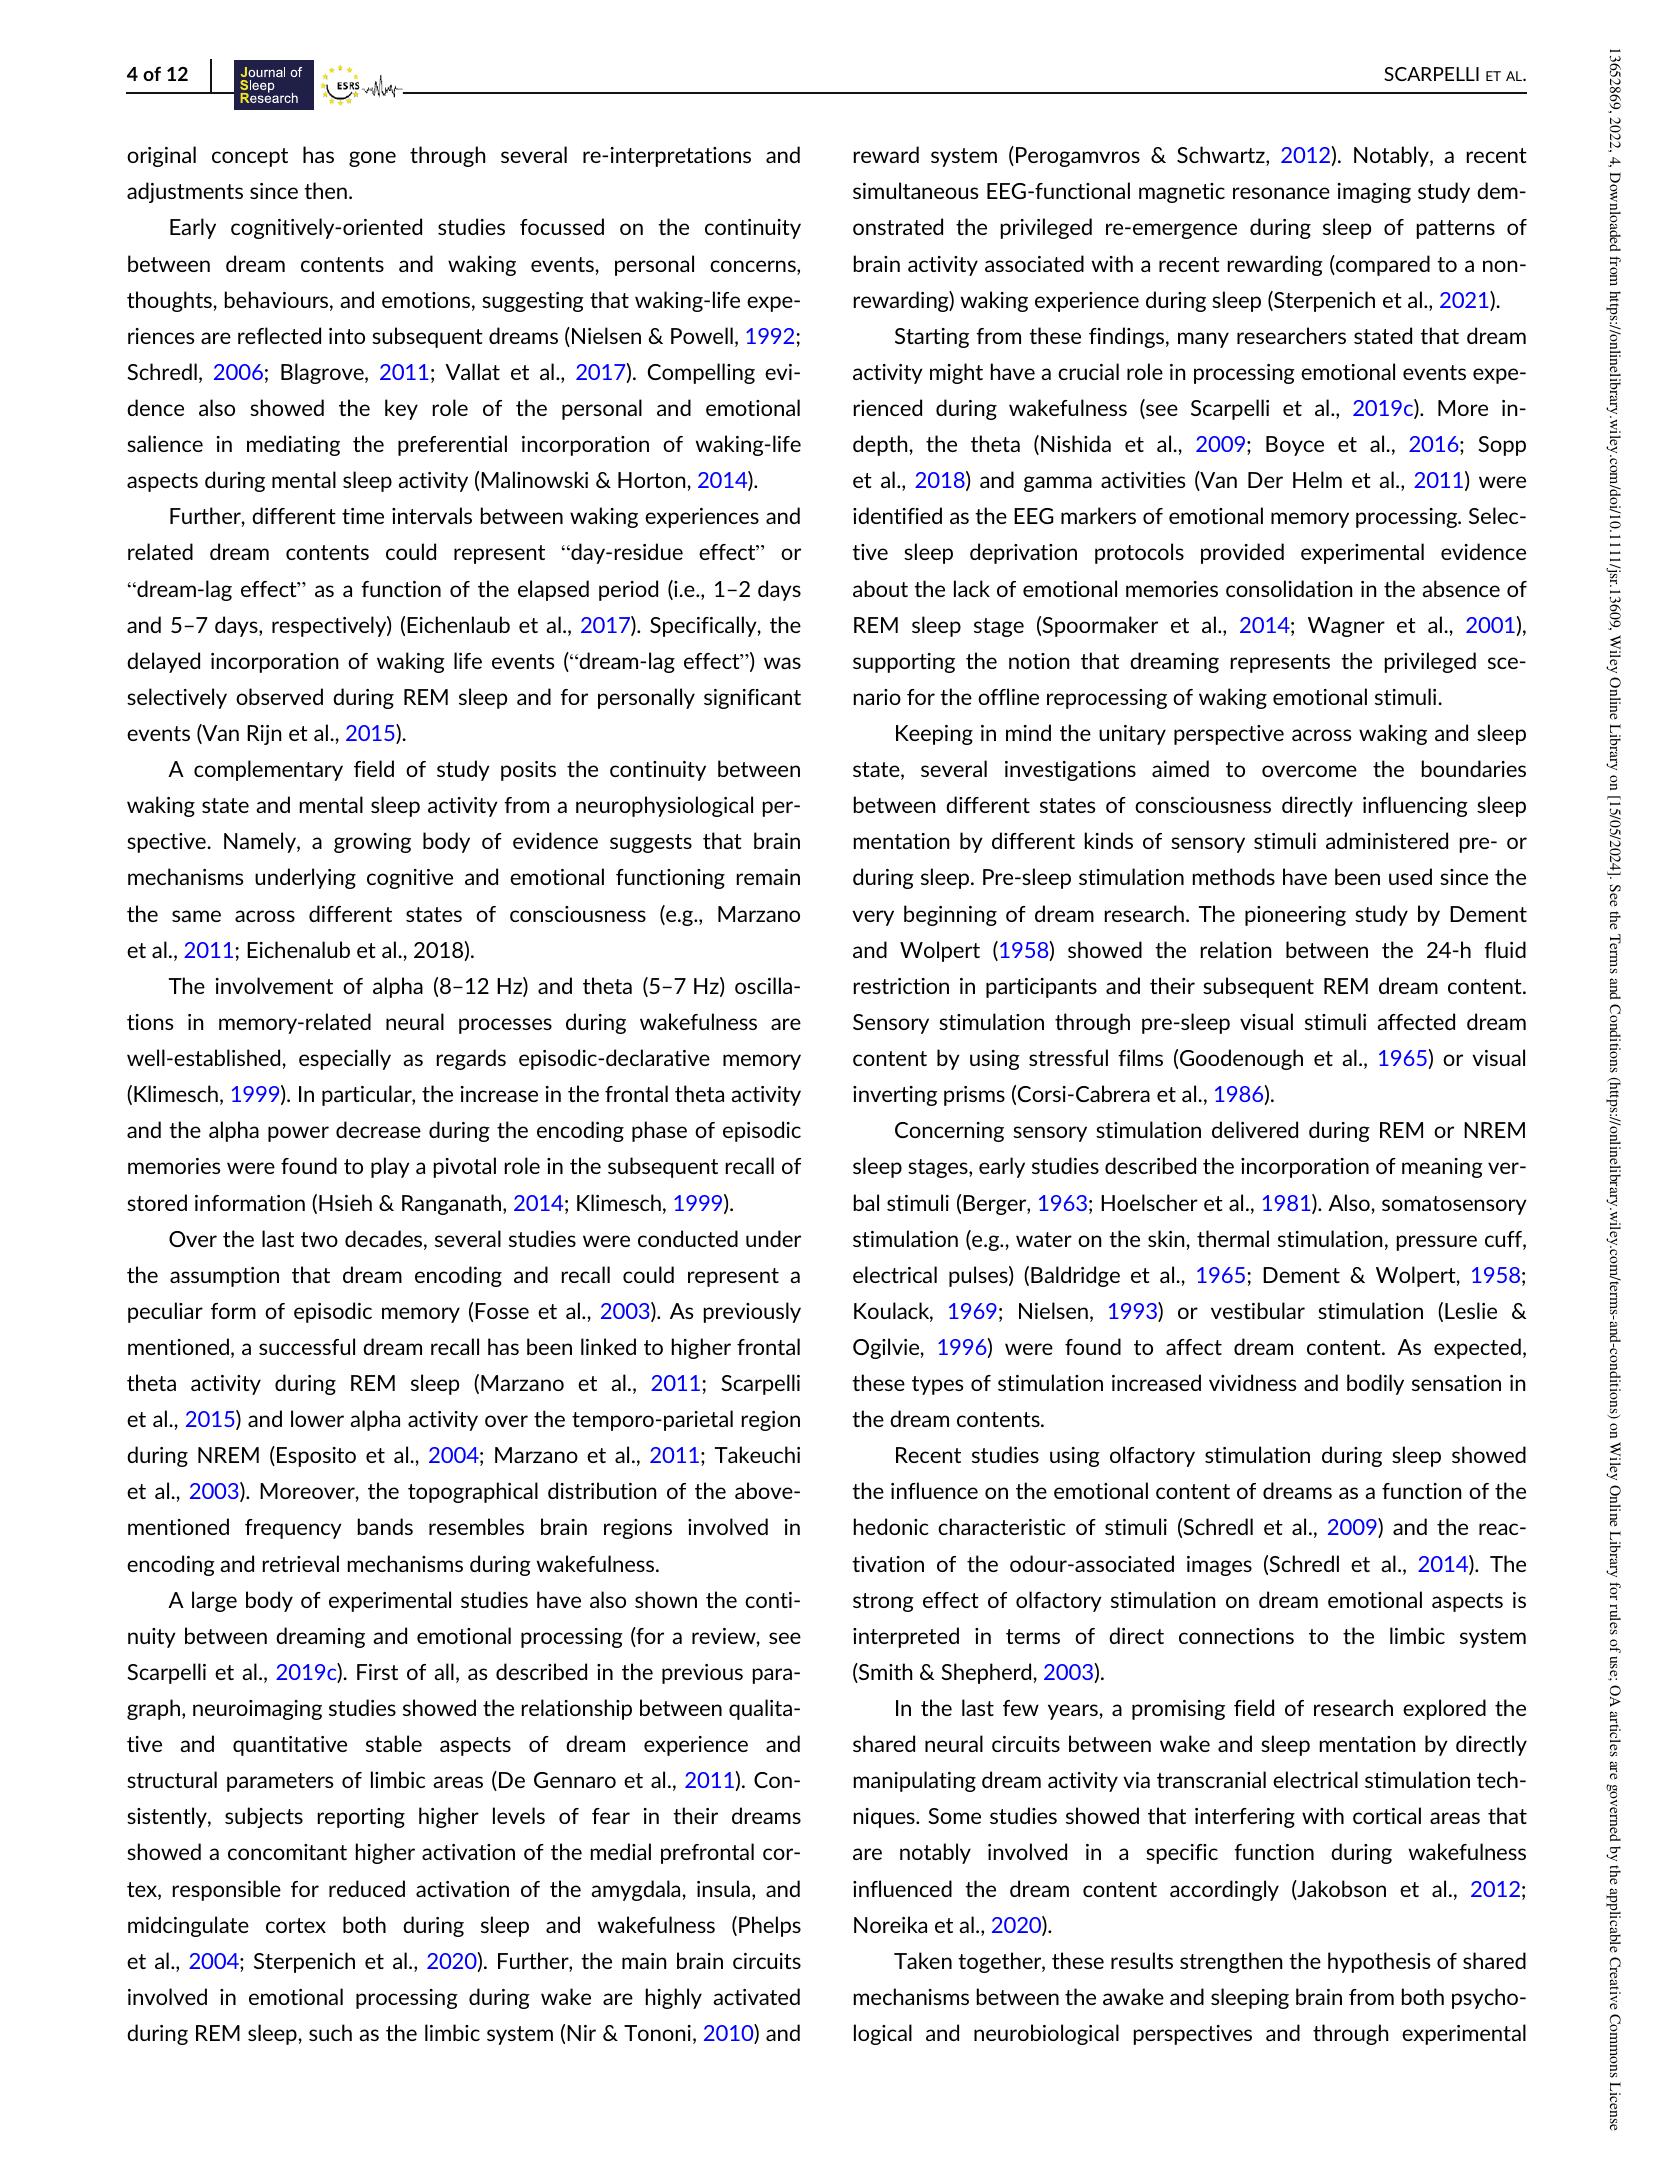 4 of 12
Journal of
Sleep
Research
ESRS
SCARPELLI ET AL.
original concept has gone through several re-interpretations and
adjustments since then.
Early cognitively-oriented studies focussed on the continuity
between dream contents and waking events, personal concerns,
thoughts, behaviours, and emotions, suggesting that waking-life expe-
riences are reflected into subsequent dreams (Nielsen & Powell, 1992;
Schredl, 2006; Blagrove, 2011; Vallat et al., 2017). Compelling evi-
dence also showed the key role of the personal and emotional
salience in mediating the preferential incorporation of waking-life
aspects during mental sleep activity (Malinowski & Horton, 2014).
Further, different time intervals between waking experiences and
related dream contents could represent “day-residue effect” or
“dream-lag effect” as a function of the elapsed period (i.e., 1–2 days
and 5–7 days, respectively) (Eichenlaub et al., 2017). Specifically, the
delayed incorporation of waking life events (“dream-lag effect”) was
selectively observed during REM sleep and for personally significant
events (Van Rijn et al., 2015).
A complementary field of study posits the continuity between
waking state and mental sleep activity from a neurophysiological per-
spective. Namely, a growing body of evidence suggests that brain
mechanisms underlying cognitive and emotional functioning remain
the same across different states of consciousness (e.g., Marzano
et al., 2011; Eichenalub et al., 2018).
The involvement of alpha (8–12 Hz) and theta (5–7 Hz) oscilla-
tions in memory-related neural processes during wakefulness are
well-established, especially as regards episodic-declarative memory
(Klimesch, 1999). In particular, the increase in the frontal theta activity
and the alpha power decrease during the encoding phase of episodic
memories were found to play a pivotal role in the subsequent recall of
stored information (Hsieh & Ranganath, 2014; Klimesch, 1999).
Over the last two decades, several studies were conducted under
the assumption that dream encoding and recall could represent a
peculiar form of episodic memory (Fosse et al., 2003). As previously
mentioned, a successful dream recall has been linked to higher frontal
theta activity during REM sleep (Marzano et al., 2011; Scarpelli
et al., 2015) and lower alpha activity over the temporo-parietal region
during NREM (Esposito et al., 2004; Marzano et al., 2011; Takeuchi
et al., 2003). Moreover, the topographical distribution of the above-
mentioned frequency bands resembles brain regions involved in
encoding and retrieval mechanisms during wakefulness.
A large body of experimental studies have also shown the conti-
nuity between dreaming and emotional processing (for a review, see
Scarpelli et al., 2019c). First of all, as described in the previous para-
graph, neuroimaging studies showed the relationship between qualita-
tive and quantitative stable aspects of dream experience and
structural parameters of limbic areas (De Gennaro et al., 2011). Con-
sistently, subjects reporting higher levels of fear in their dreams
showed a concomitant higher activation of the medial prefrontal cor-
tex, responsible for reduced activation of the amygdala, insula, and
midcingulate cortex both during sleep and wakefulness (Phelps
et al., 2004; Sterpenich et al., 2020). Further, the main brain circuits
involved in emotional processing during wake are highly activated
during REM sleep, such as the limbic system (Nir & Tononi, 2010) and
reward system (Perogamvros & Schwartz, 2012). Notably, a recent
simultaneous EEG-functional magnetic resonance imaging study dem-
onstrated the privileged re-emergence during sleep of patterns of
brain activity associated with a recent rewarding (compared to a non-
rewarding) waking experience during sleep (Sterpenich et al., 2021).
Starting from these findings, many researchers stated that dream
activity might have a crucial role in processing emotional events expe-
rienced during wakefulness (see Scarpelli et al., 2019c). More in-
depth, the theta (Nishida et al., 2009; Boyce et al., 2016; Sopp
et al., 2018) and gamma activities (Van Der Helm et al., 2011) were
identified as the EEG markers of emotional memory processing. Selec-
tive sleep deprivation protocols provided experimental evidence
about the lack of emotional memories consolidation in the absence of
REM sleep stage (Spoormaker et al., 2014; Wagner et al., 2001),
supporting the notion that dreaming represents the privileged sce-
nario for the offline reprocessing of waking emotional stimuli.
Keeping in mind the unitary perspective across waking and sleep
state, several investigations aimed to overcome the boundaries
between different states of consciousness directly influencing sleep
mentation by different kinds of sensory stimuli administered pre- or
during sleep. Pre-sleep stimulation methods have been used since the
very beginning of dream research. The pioneering study by Dement
and Wolpert (1958) showed the relation between the 24-h fluid
restriction in participants and their subsequent REM dream content.
Sensory stimulation through pre-sleep visual stimuli affected dream
content by using stressful films (Goodenough et al., 1965) or visual
inverting prisms (Corsi-Cabrera et al., 1986).
Concerning sensory stimulation delivered during REM or NREM
sleep stages, early studies described the incorporation of meaning ver-
bal stimuli (Berger, 1963; Hoelscher et al., 1981). Also, somatosensory
stimulation (e.g., water on the skin, thermal stimulation, pressure cuff,
electrical pulses) (Baldridge et al., 1965; Dement & Wolpert, 1958;
Koulack, 1969; Nielsen, 1993) or vestibular stimulation (Leslie &
Ogilvie, 1996) were found to affect dream content. As expected,
these types of stimulation increased vividness and bodily sensation in
the dream contents.
Recent studies using olfactory stimulation during sleep showed
the influence on the emotional content of dreams as a function of the
hedonic characteristic of stimuli (Schredl et al., 2009) and the reac-
tivation of the odour-associated images (Schredl et al., 2014). The
strong effect of olfactory stimulation on dream emotional aspects is
interpreted in terms of direct connections to the limbic system
(Smith & Shepherd, 2003).
In the last few years, a promising field of research explored the
shared neural circuits between wake and sleep mentation by directly
manipulating dream activity via transcranial electrical stimulation tech-
niques. Some studies showed that interfering with cortical areas that
are notably involved in a specific function during wakefulness
influenced the dream content accordingly (Jakobson et al., 2012;
Noreika et al., 2020).
Taken together, these results strengthen the hypothesis of shared
mechanisms between the awake and sleeping brain from both psycho-
logical and neurobiological perspectives and through experimental
13652869, 2022, 4, Downloaded from https://onlinelibrary.wiley.com/doi/10.1111/jsr.13609, Wiley Online Library on [15/05/2024]. See the Terms and Conditions (https://onlinelibrary.wiley.com/terms-and-conditions) on Wiley Online Library for rules of use; OA articles are governed by the applicable Creative Commons License